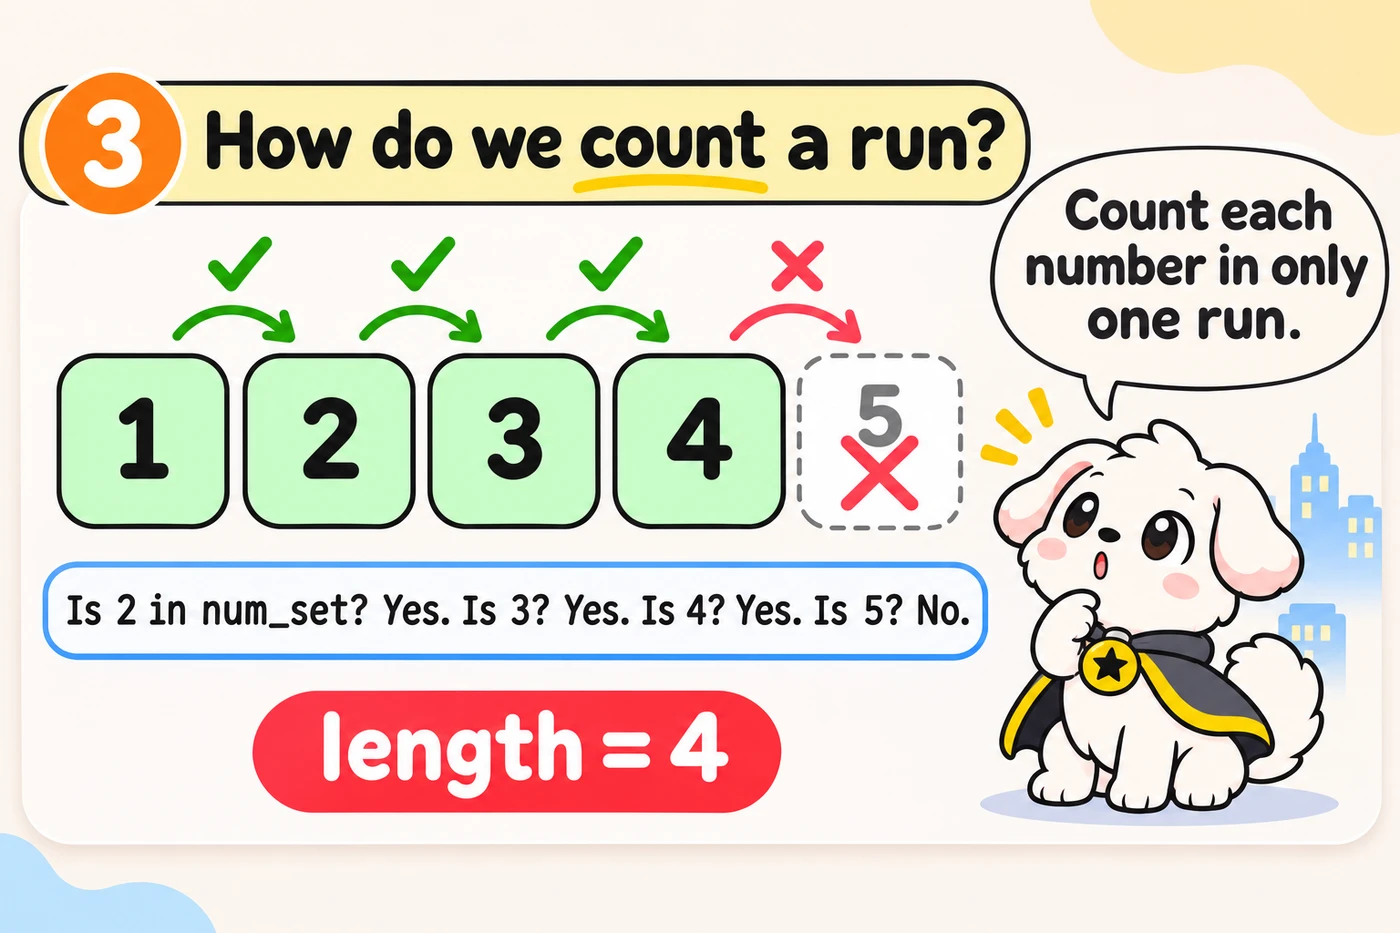 3 How do we count a run?
Count each
number in only
one run.
1 2 3 4 5
Is 2 in num_set? Yes. Is 3? Yes. Is 4? Yes. Is 5? No.
length = 4